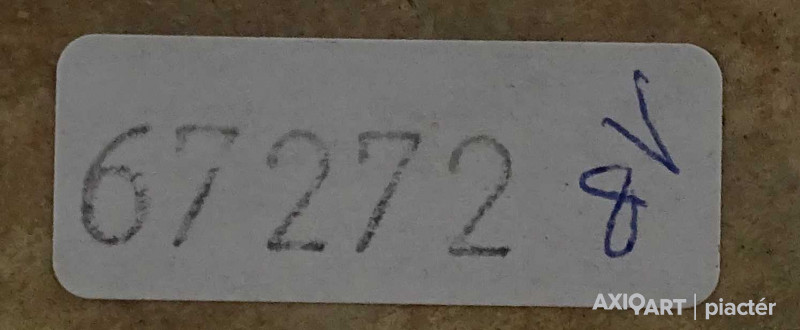 67272 8√
AXIOART | piactér